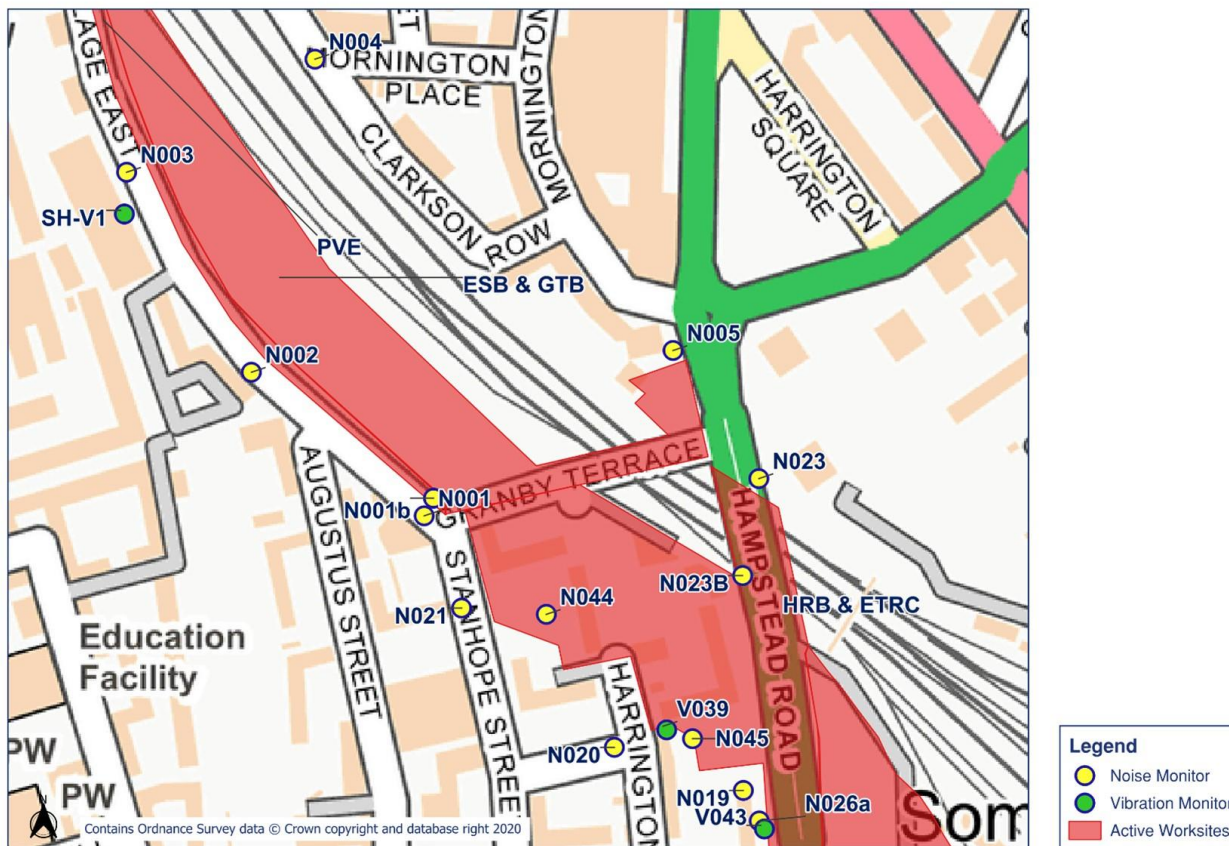 N004
ORNINGTON
PLACE
MORNINGTON
HARRINGTON
SQUARE
AGE EAST
N003
SH-V1
CLARKSON ROW
PVE
ESB & GTB
N002
N005
N001
N001b
GRANBY TERRACE
N023
AUGUSTUS STREET
STANHOPE STREET
N021
N044
N023B
HAMPSTEAD ROAD
HRB & ETRC
Education
Facility
HARRINGTON
V039
N045
N020
PW
PW
N019
V043
N026a
Som
N
Contains Ordnance Survey data © Crown copyright and database right 2020
Legend
Noise Monitor
Vibration Monitor
Active Worksites